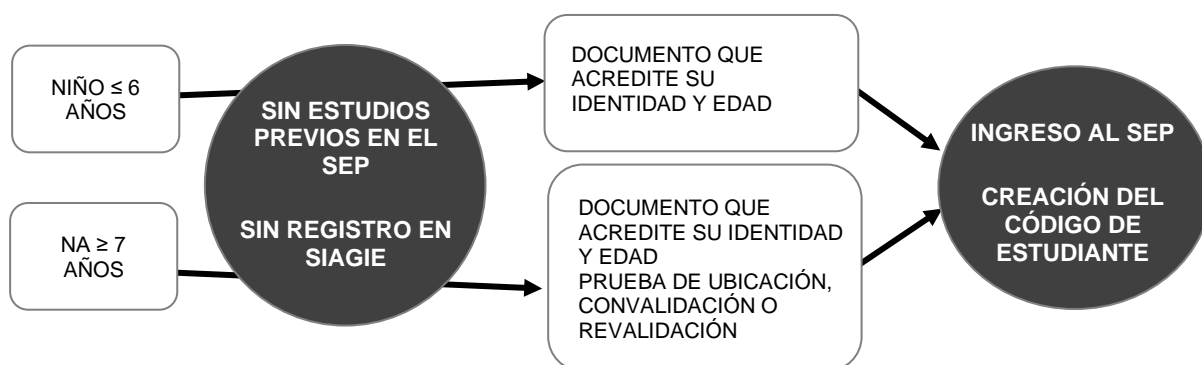 NIÑO ≤ 6
AÑOS
SIN ESTUDIOS
PREVIOS EN EL
SEP
SIN REGISTRO EN
SIAGIE
NA ≥ 7
AÑOS
DOCUMENTO QUE
ACREDITE SU
IDENTIDAD Y EDAD
DOCUMENTO QUE
ACREDITE SU IDENTIDAD
Y EDAD
PRUEBA DE UBICACIÓN,
CONVALIDACIÓN O
REVALIDACIÓN
INGRESO AL SEP
CREACIÓN DEL
CÓDIGO DE
ESTUDIANTE